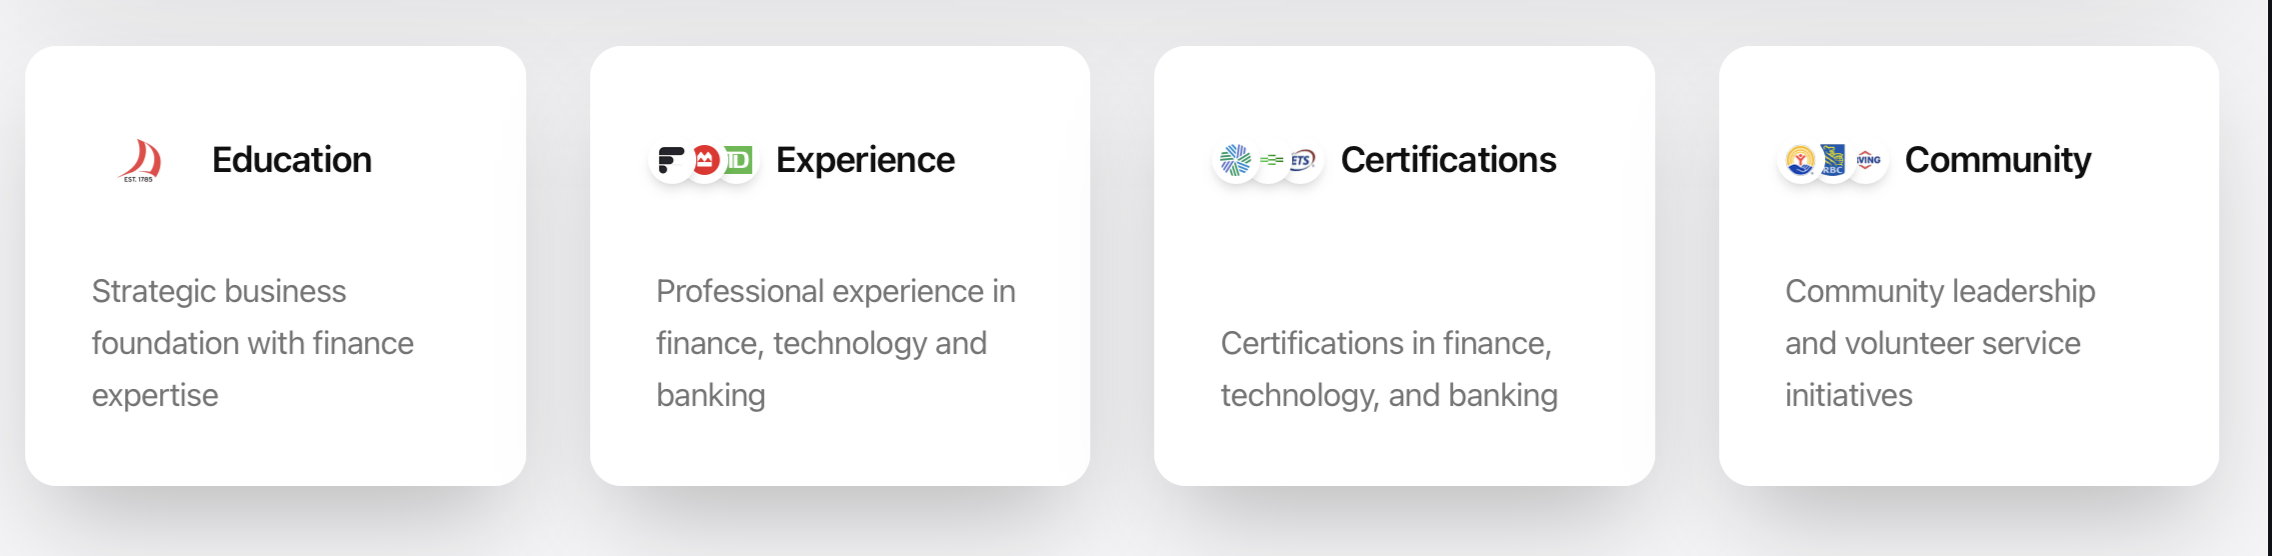 EST. 1785
Education
Strategic business
foundation with finance
expertise
TD
Experience
Professional experience in
finance, technology and
banking
ETS
Certifications
Certifications in finance,
technology, and banking
RBC
VING
Community
Community leadership
and volunteer service
initiatives